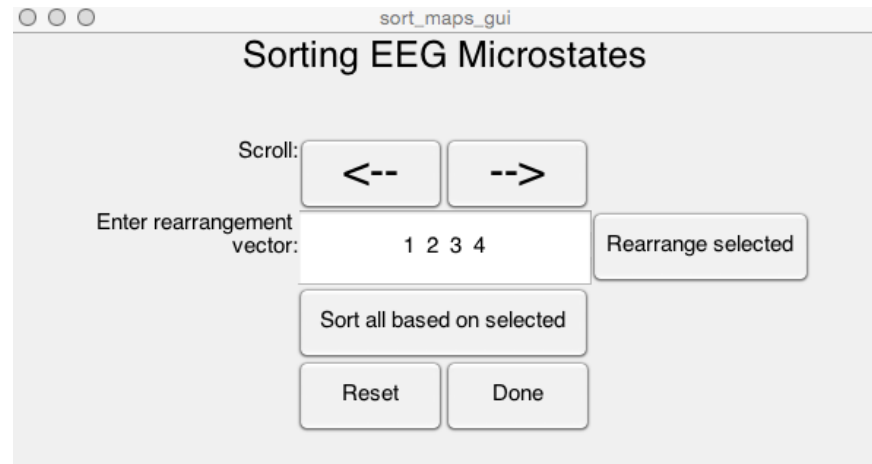 sort_maps_gui
Sorting EEG Microstates
Scroll:
<-- -->
Enter rearrangement
vector:
1 2 3 4
Rearrange selected
Sort all based on selected
Reset Done